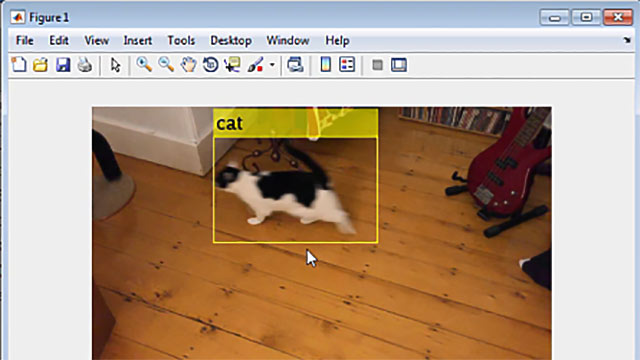 Figure 1
File Edit View Insert Tools Desktop Window Help
cat